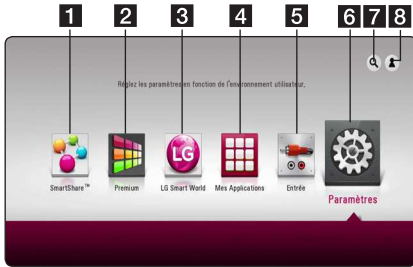 1 2 3 4 5 6 7 8
Réglez les paramètres en fonction de l'environnement utilisateur.
LG
SmartShare™ Premium LG Smart World Mes Applications Entrée
Paramètres